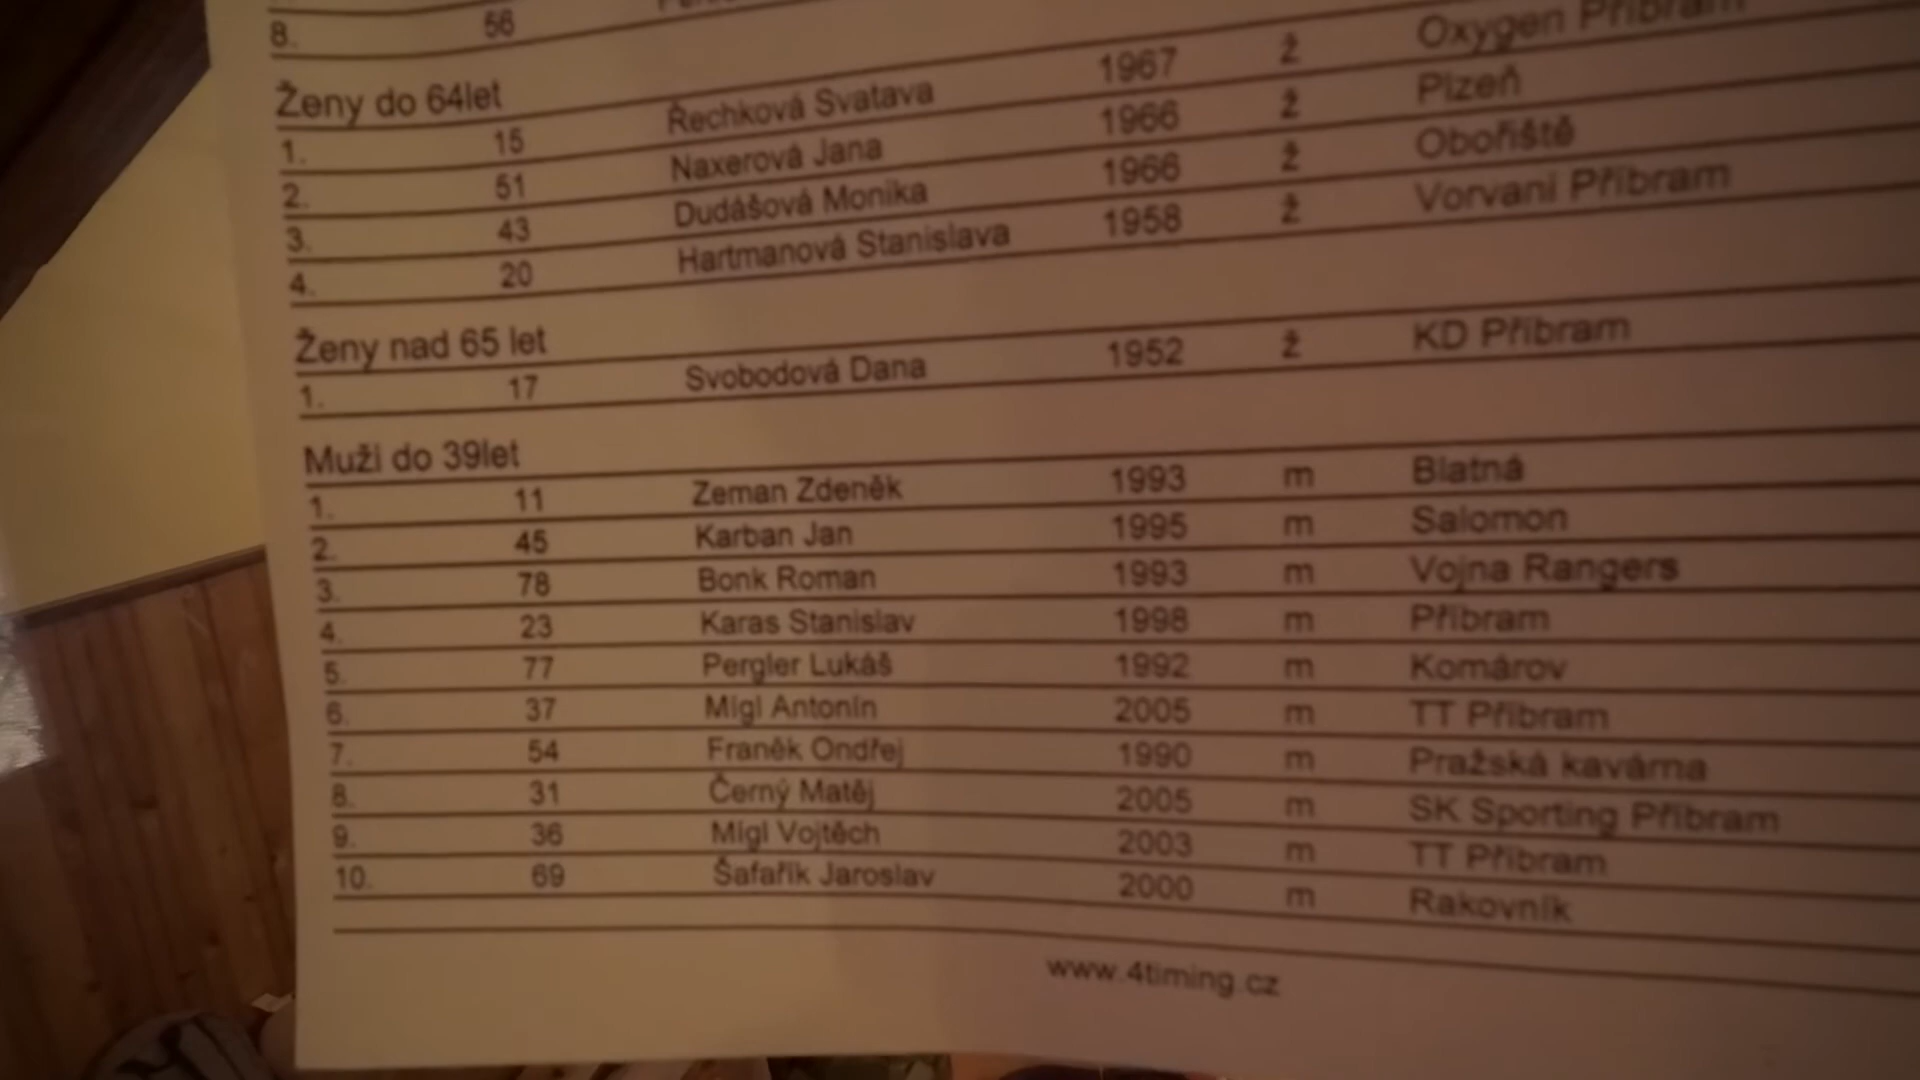 8. 56
Ženy do 64let
1. 15 Řechková Svatava 1967 ž Oxygen Příbram
2. 51 Naxerová Jana 1966 ž Plzeň
3. 43 Dudášová Monika 1966 ž Obořiště
4. 20 Hartmanová Stanislava 1958 ž Vorvani Příbram
Ženy nad 65 let
1. 17 Svobodová Dana 1952 ž KD Příbram
Muži do 39let
1. 11 Zeman Zdeněk 1993 m Blatná
2. 45 Karban Jan 1995 m Salomon
3. 78 Bonk Roman 1993 m Vojna Rangers
4. 23 Karas Stanislav 1998 m Příbram
5. 77 Pergler Lukáš 1992 m Komárov
6. 37 Mígl Antonín 2005 m TT Příbram
7. 54 Franěk Ondřej 1990 m Pražská kavárna
8. 31 Černý Matěj 2005 m SK Sporting Příbram
9. 36 Mígl Vojtěch 2003 m TT Příbram
10. 69 Šafařík Jaroslav 2000 m Rakovník
www.4timing.cz